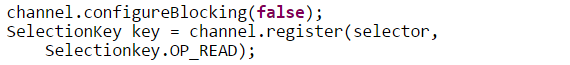 channel.configureBlocking(false);
SelectionKey key = channel.register(selector,
Selectionkey.OP_READ);